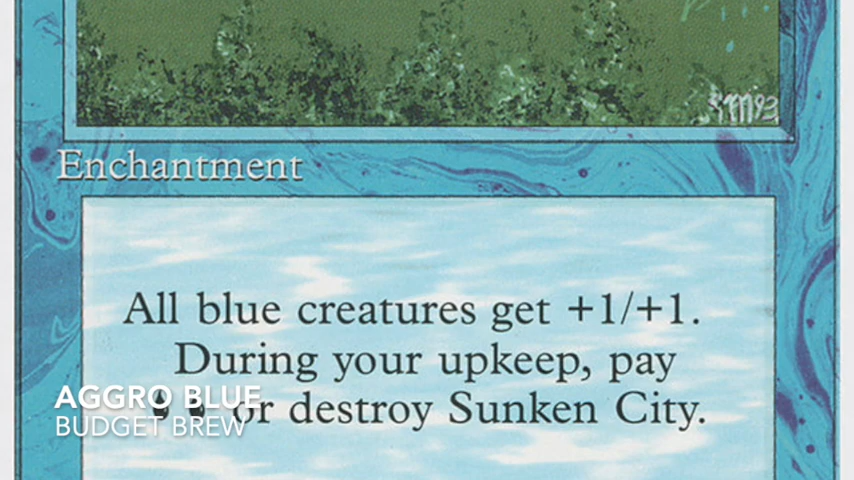 Enchantment
All blue creatures get +1/+1.
During your upkeep, pay
or destroy Sunken City.
AGGRO BLUE
BUDGET BREW